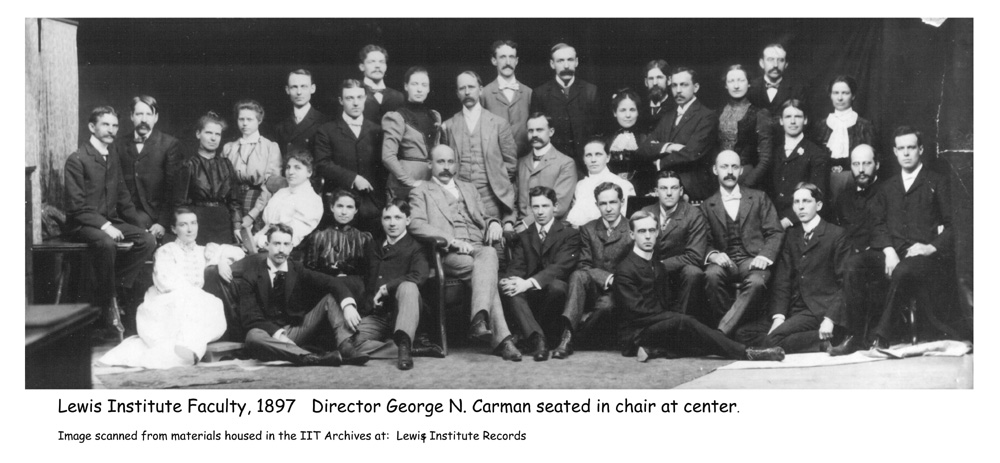 Lewis Institute Faculty, 1897 Director George N. Carman seated in chair at center.
Image scanned from materials housed in the IIT Archives at: Lewis Institute Records